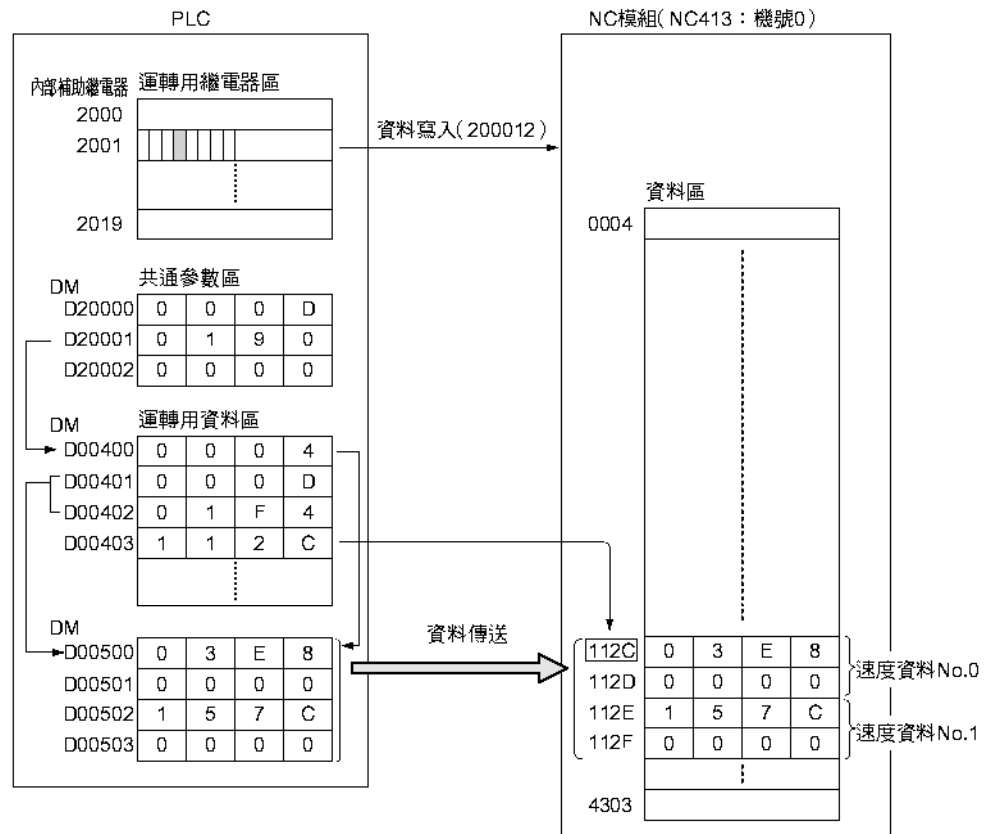 PLC
NC模組(NC413：機號0)
內部補助繼電器 運轉用繼電器區
2000
2001
2019
資料寫入(200012)
資料區
0004
DM 共通參數區
D20000 0 0 0 D
D20001 0 1 9 0
D20002 0 0 0 0
DM 運轉用資料區
D00400 0 0 0 4
D00401 0 0 0 D
D00402 0 1 F 4
D00403 1 1 2 C
DM
D00500 0 3 E 8
D00501 0 0 0 0
D00502 1 5 7 C
D00503 0 0 0 0
資料傳送
112C 0 3 E 8
112D 0 0 0 0
112E 1 5 7 C
112F 0 0 0 0
速度資料No.0
速度資料No.1
4303